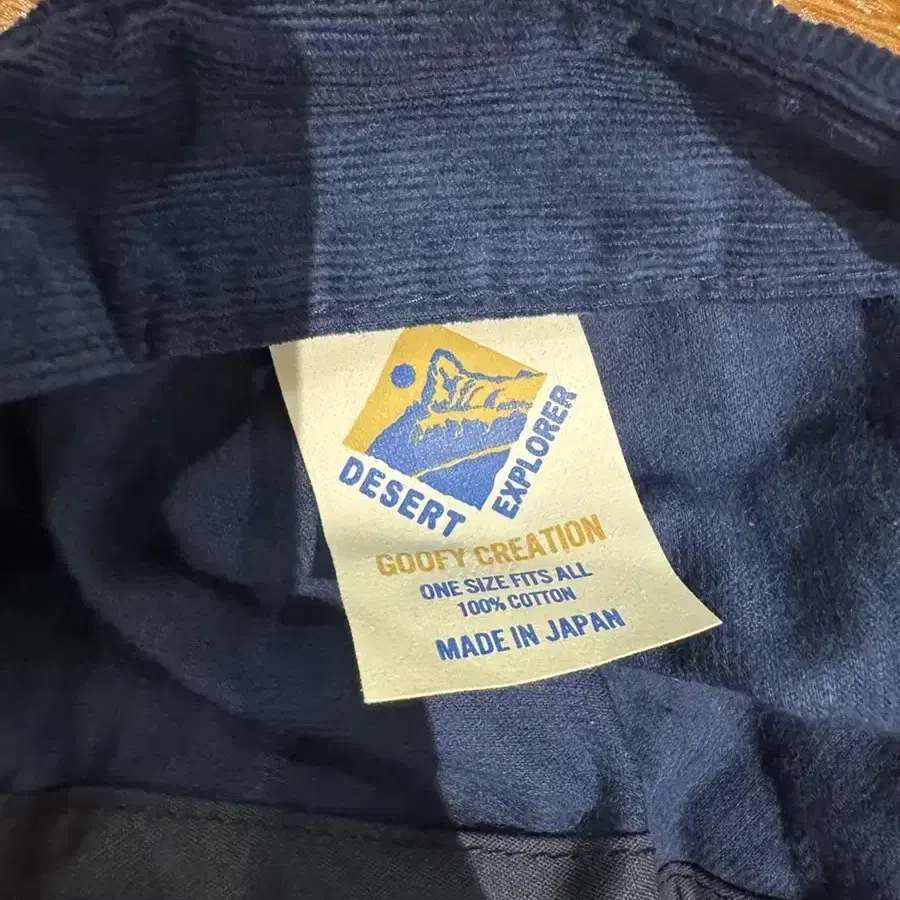 DESERT
EXPLORER
GOOFY CREATION
ONE SIZE FITS ALL
100% COTTON
MADE IN JAPAN